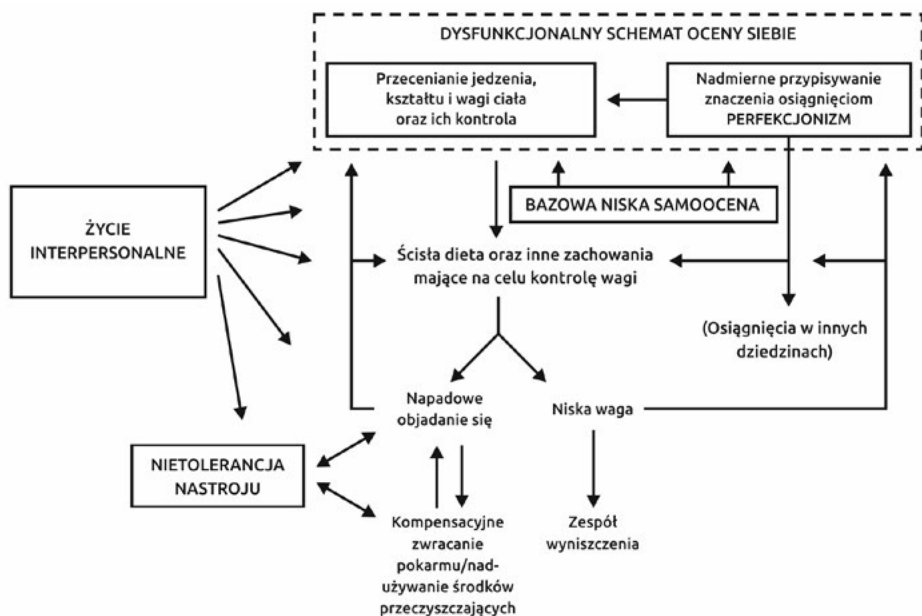 DYSFUNKCJONALNY SCHEMAT OCENY SIEBIE
Przecenianie jedzenia,
kształtu i wagi ciała
oraz ich kontrola
Nadmierne przypisywanie
znaczenia osiągnięciom
PERFEKCJONIZM
BAZOWA NISKA SAMOOCENA
ŻYCIE
INTERPERSONALNE
Ścisła dieta oraz inne zachowania
mające na celu kontrolę wagi
(Osiągnięcia w innych
dziedzinach)
Napadowe
objadanie się
Niska waga
NIETOLERANCJA
NASTROJU
Kompensacyjne
zwracanie
pokarmu/nad-
używanie środków
przeczyszczających
Zespół
wyniszczenia